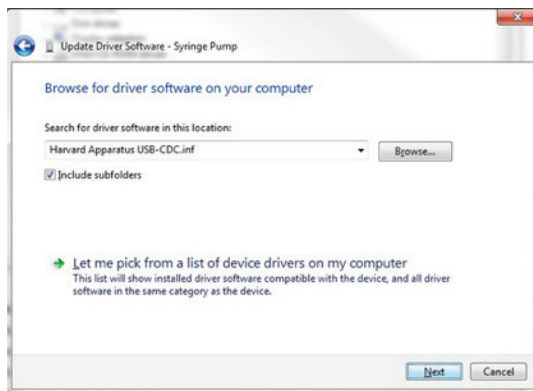 Update Driver Software - Syringe Pump
Browse for driver software on your computer
Search for driver software in this location:
Harvard Apparatus USB-CDC.inf
Browse...
Include subfolders
Let me pick from a list of device drivers on my computer
This list will show installed driver software compatible with the device, and all driver
software in the same category as the device.
Next
Cancel